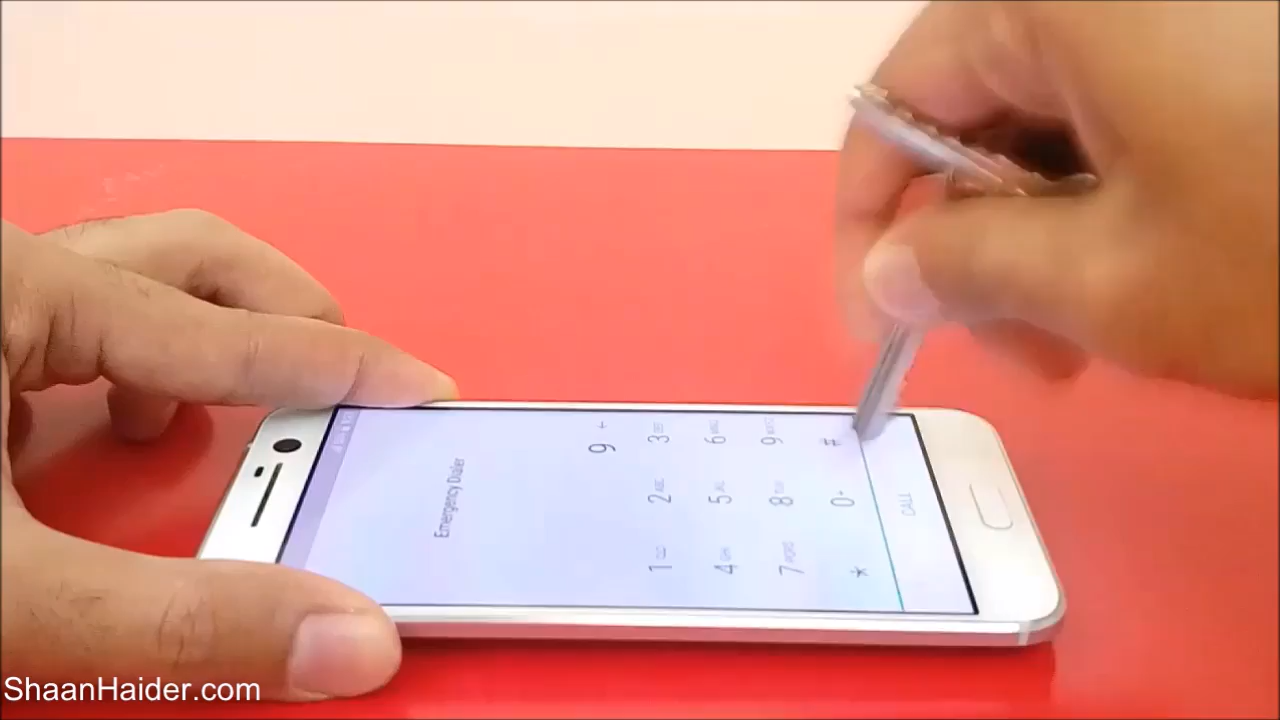 Emergency Dialer
9
1
2 ABC
3 DEF
4 GHI
5 JKL
6 MNO
7 PQRS
8 TUV
9 WXYZ
*
0+
#
CALL
ShaanHaider.com